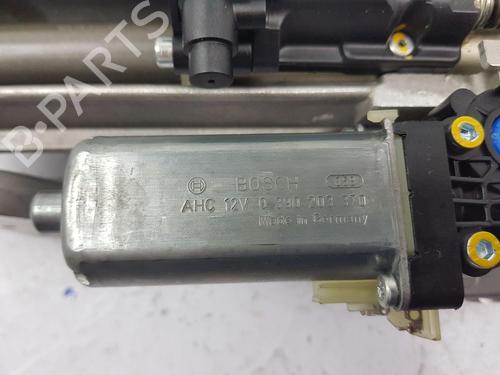 B-PARTS
BOSCH
AHC 12V 0 390 203 370
Made in Germany